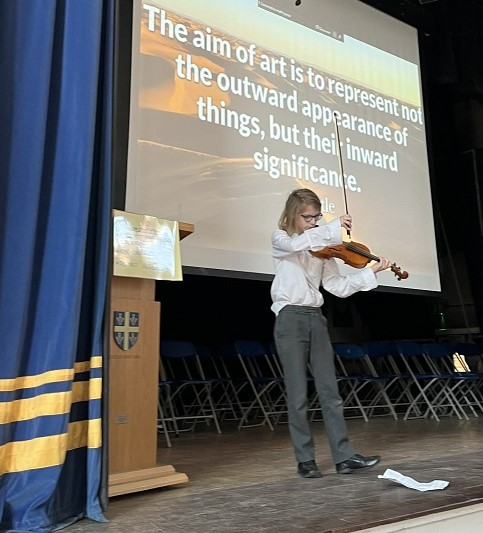 The aim of art is to represent not
the outward appearance of
things, but their inward
significance.